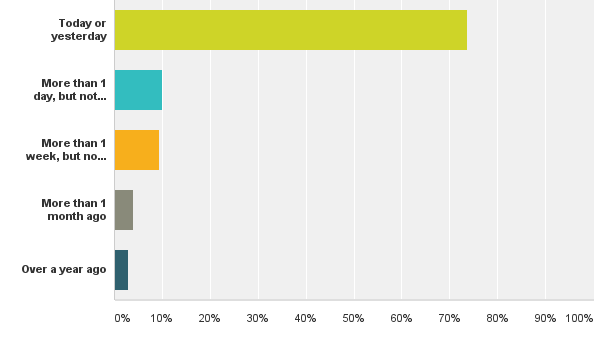 Today or
yesterday
More than 1
day, but not...
More than 1
week, but no...
More than 1
month ago
Over a year ago
0% 10% 20% 30% 40% 50% 60% 70% 80% 90% 100%